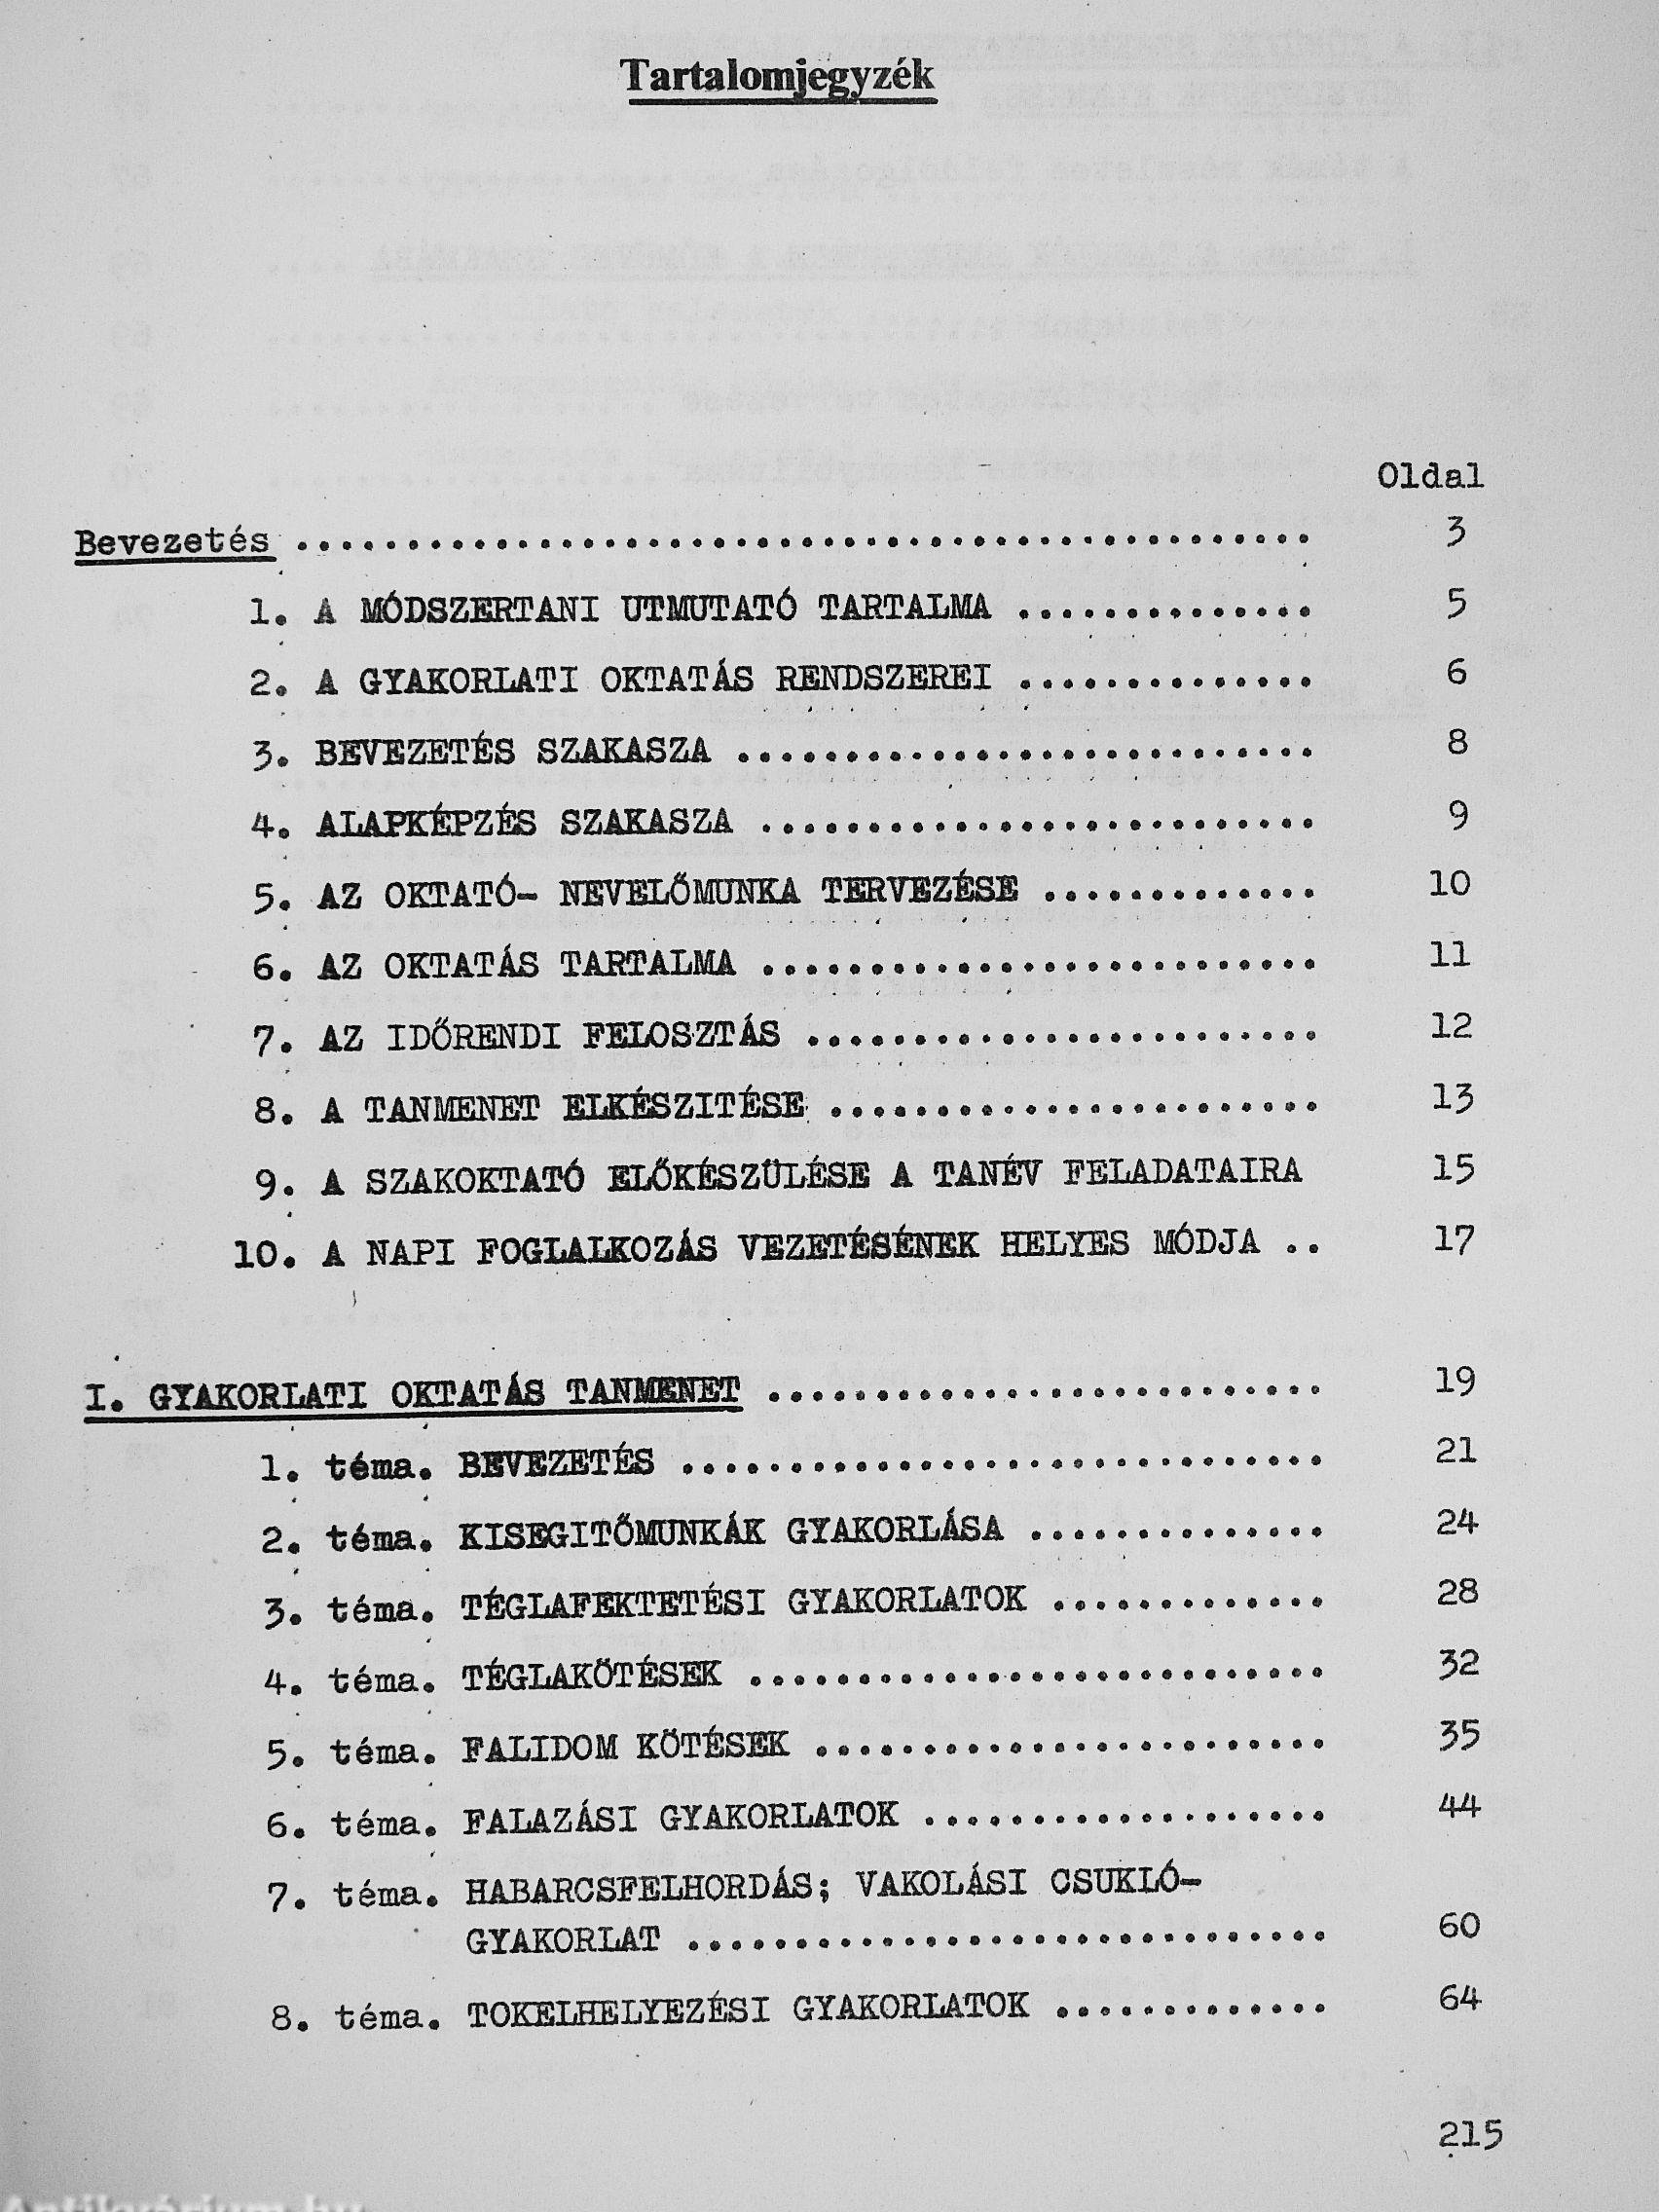 Tartalomjegyzék
Oldal
Bevezetés .............................................. 3
1. A MÓDSZERTANI UTMUTATÓ TARTALMA .............. 5
2. A GYAKORLATI OKTATÁS RENDSZEREI .............. 6
3. BEVEZETÉS SZAKASZA ........................... 8
4. ALAPKÉPZÉS SZAKASZA .......................... 9
5. AZ OKTATÓ- NEVELŐMUNKA TERVEZÉSE ............. 10
6. AZ OKTATÁS TARTALMA .......................... 11
7. AZ IDŐRENDI FELOSZTÁS ........................ 12
8. A TANMENET ELKÉSZITÉSE ....................... 13
9. A SZAKOKTATÓ ELŐKÉSZÜLÉSE A TANÉV FELADATAIRA 15
10. A NAPI FOGLALKOZÁS VEZETÉSÉNEK HELYES MÓDJA .. 17
I. GYAKORLATI OKTATÁS TANMENET .......................... 19
1. téma. BEVEZETÉS .............................. 21
2. téma. KISEGITŐMUNKÁK GYAKORLÁSA .............. 24
3. téma. TÉGLAFEKTETÉSI GYAKORLATOK ............. 28
4. téma. TÉGLAKÖTÉSEK ........................... 32
5. téma. FALIDOM KÖTÉSEK ........................ 35
6. téma. FALAZÁSI GYAKORLATOK ................... 44
7. téma. HABARCSFELHORDÁS; VAKOLÁSI CSUKLÓ-
GYAKORLAT .............................. 60
8. téma. TOKELHELYEZÉSI GYAKORLATOK ............. 64
215